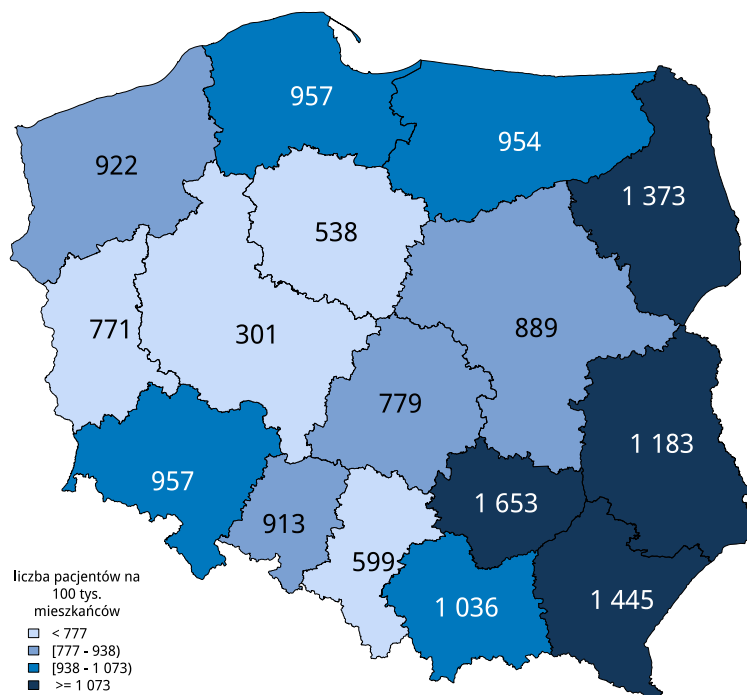 957
954
922
1 373
538
771
301
889
779
1 183
957
1 653
913
599
1 036
1 445
liczba pacjentów na
100 tys.
mieszkańców
< 777
[777 - 938)
[938 - 1 073)
>= 1 073